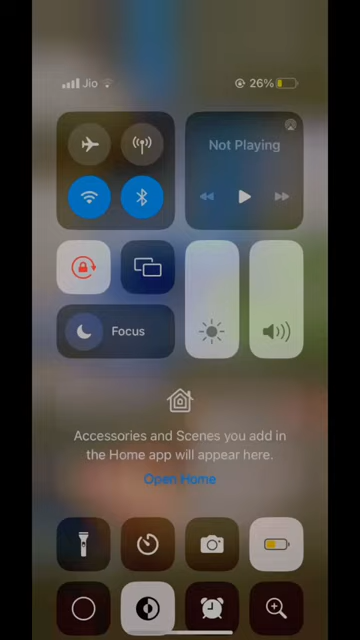 Jio
26%
Not Playing
Focus
Accessories and Scenes you add in
the Home app will appear here.
Open Home